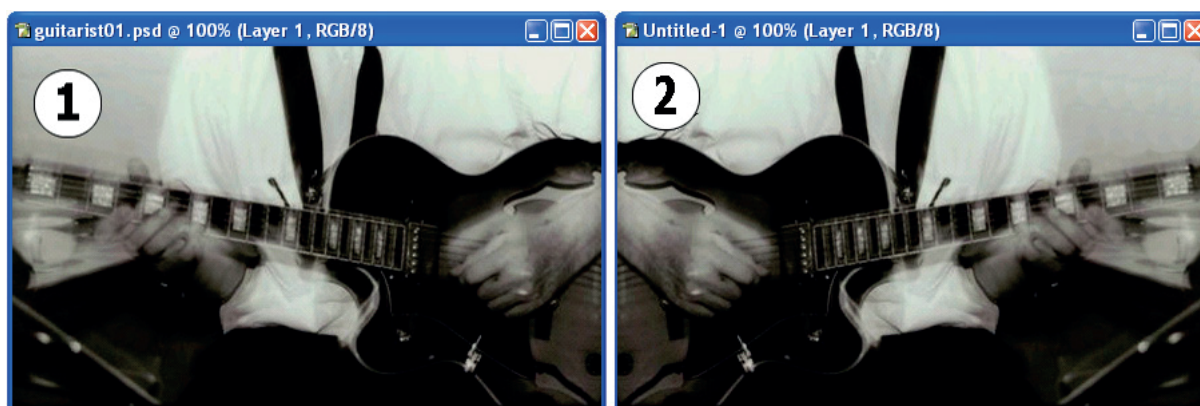 guitarist01.psd @ 100% (Layer 1, RGB/8)
Untitled-1 @ 100% (Layer 1, RGB/8)
1
2